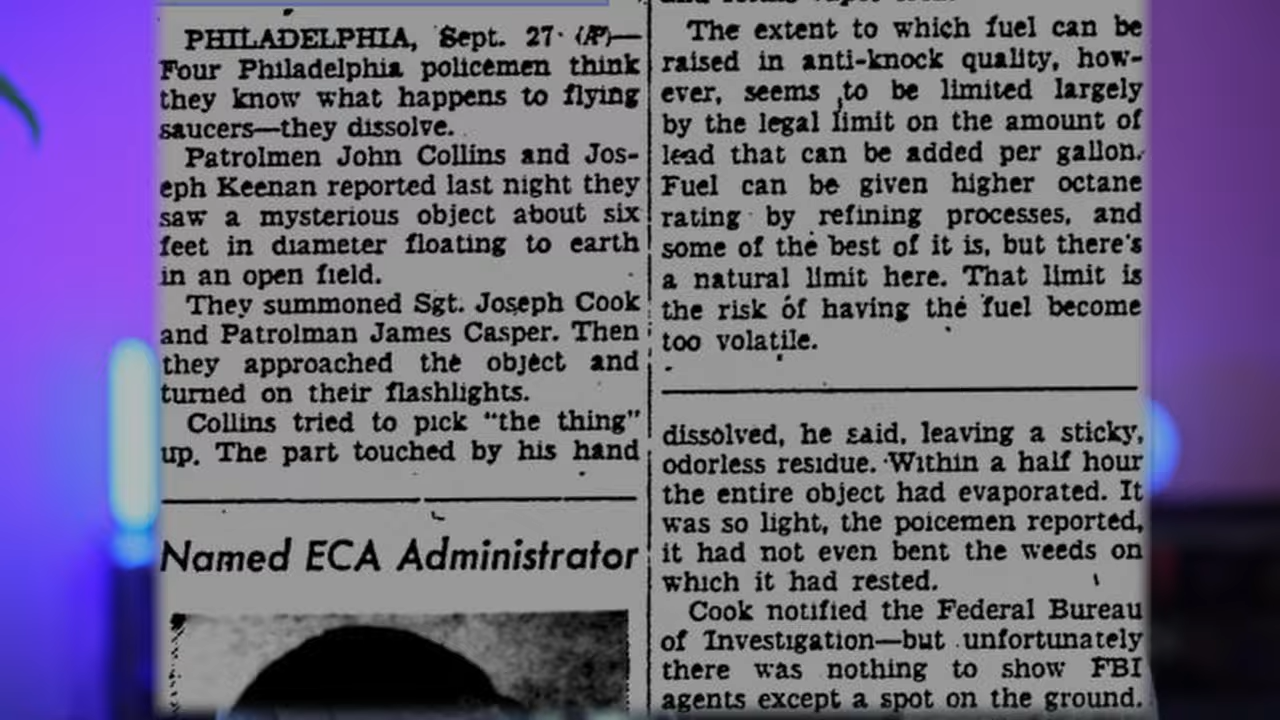 PHILADELPHIA, Sept. 27 (AP)—
Four Philadelphia policemen think
they know what happens to flying
saucers—they dissolve.
Patrolmen John Collins and Jos-
eph Keenan reported last night they
saw a mysterious object about six
feet in diameter floating to earth
in an open field.
They summoned Sgt. Joseph Cook
and Patrolman James Casper. Then
they approached the object and
turned on their flashlights.
Collins tried to pick “the thing”
up. The part touched by his hand
Named ECA Administrator
The extent to which fuel can be
raised in anti-knock quality, how-
ever, seems to be limited largely
by the legal limit on the amount of
lead that can be added per gallon.
Fuel can be given higher octane
rating by refining processes, and
some of the best of it is, but there's
a natural limit here. That limit is
the risk of having the fuel become
too volatile.
dissolved, he said, leaving a sticky,
odorless residue. Within a half hour
the entire object had evaporated. It
was so light, the poicemen reported,
it had not even bent the weeds on
which it had rested.
Cook notified the Federal Bureau
of Investigation—but unfortunately
there was nothing to show FBI
agents except a spot on the ground.